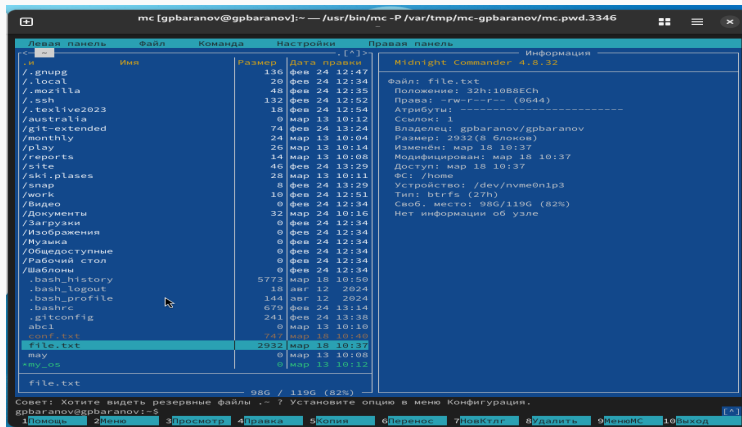 mc [gpbaranov@gpbaranov]:~ — /usr/bin/mc -P /var/tmp/mc-gpbaranov/mc.pwd.3346
Левая панель Файл Команда Настройки Правая панель
<- ~ .[^]>
.и Имя Размер Дата правки
/.gnupg 136 фев 24 12:47
/.local 20 фев 24 12:34
/.mozilla 48 фев 24 12:35
/.ssh 132 фев 24 12:52
/.texlive2023 18 фев 24 12:54
/australia 0 мар 13 10:12
/git-extended 74 фев 24 13:24
/monthly 24 мар 13 10:04
/play 26 мар 13 10:14
/reports 14 мар 13 10:08
/site 46 фев 24 13:29
/ski.plases 28 мар 13 10:11
/snap 8 фев 24 13:29
/work 10 фев 24 12:51
/Видео 0 фев 24 12:34
/Документы 32 мар 24 10:16
/Загрузки 0 фев 24 12:34
/Изображения 0 фев 24 12:34
/Музыка 0 фев 24 12:34
/Общедоступные 0 фев 24 12:34
/Рабочий стол 0 фев 24 12:34
/Шаблоны 0 фев 24 12:34
.bash_history 5773 мар 18 10:50
.bash_logout 18 авг 12 2024
.bash_profile 144 авг 12 2024
.bashrc 679 фев 24 13:14
.gitconfig 241 фев 24 13:38
abc1 0 мар 13 10:10
conf.txt 747 мар 18 10:40
file.txt 2932 мар 18 10:37
may 0 мар 13 10:08
*my_os 0 мар 13 10:12
file.txt
98G / 119G (82%)
Информация
Midnight Commander 4.8.32
Файл: file.txt
Положение: 32h:10B8ECh
Права: -rw-r--r-- (0644)
Атрибуты: ----------------------
Ссылок: 1
Владелец: gpbaranov/gpbaranov
Размер: 2932(8 блоков)
Изменён: мар 18 10:37
Модифицирован: мар 18 10:37
Доступ: мар 18 10:37
ФС: /home
Устройство: /dev/nvme0n1p3
Тип: btrfs (27h)
Своб. место: 98G/119G (82%)
Нет информации об узле
Совет: Хотите видеть резервные файлы .~ ? Установите опцию в меню Конфигурация.
gpbaranov@gpbaranov:~$ [^]
1Помощь 2Меню 3Просмотр 4Правка 5Копия 6Перенос 7НовКтлг 8Удалить 9МенюMC 10Выход